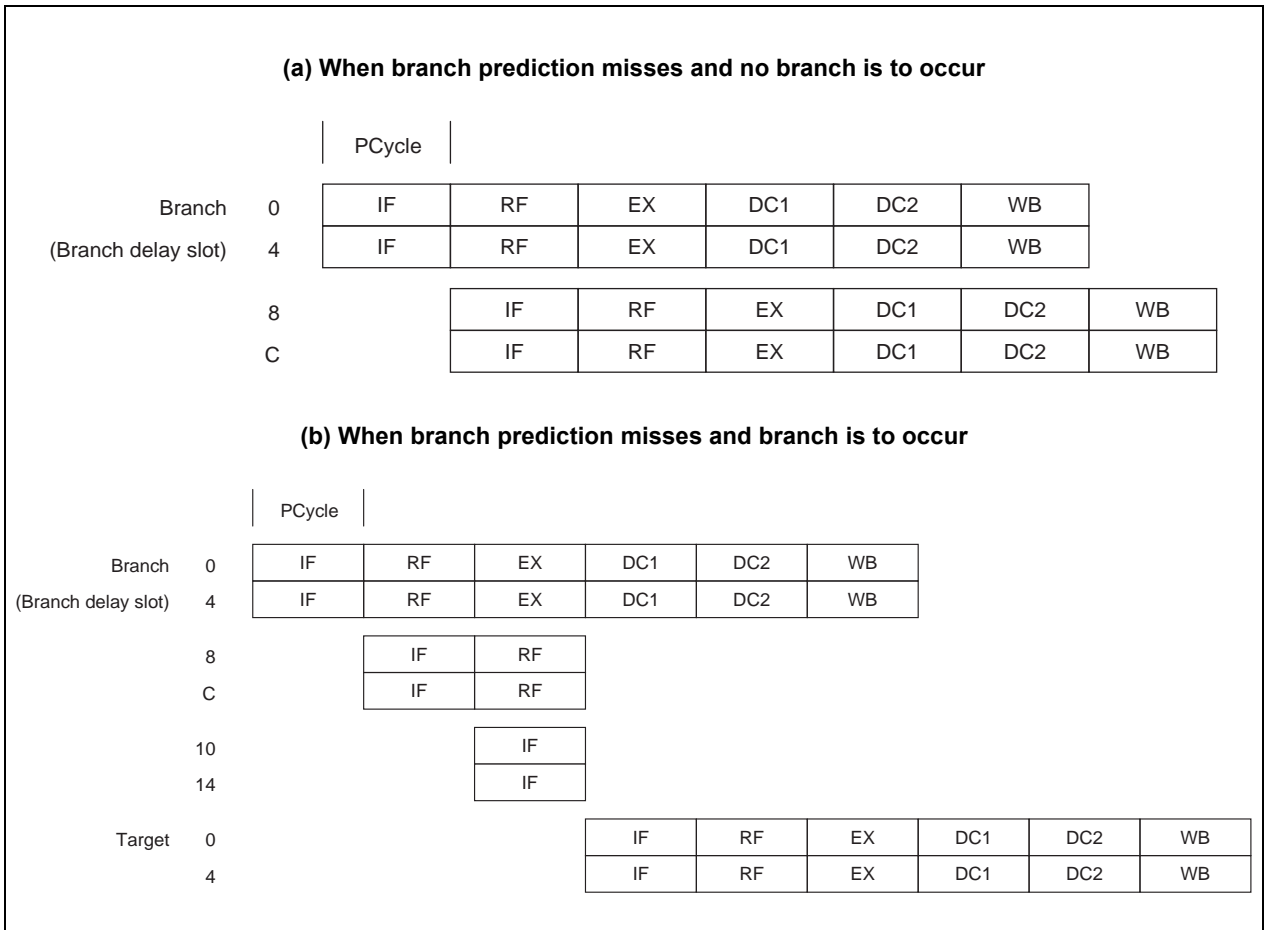 (a) When branch prediction misses and no branch is to occur
PCycle
Branch 0 IF RF EX DC1 DC2 WB
(Branch delay slot) 4 IF RF EX DC1 DC2 WB
8 IF RF EX DC1 DC2 WB
C IF RF EX DC1 DC2 WB
(b) When branch prediction misses and branch is to occur
PCycle
Branch 0 IF RF EX DC1 DC2 WB
(Branch delay slot) 4 IF RF EX DC1 DC2 WB
8 IF RF
C IF RF
10 IF
14 IF
Target 0 IF RF EX DC1 DC2 WB
4 IF RF EX DC1 DC2 WB